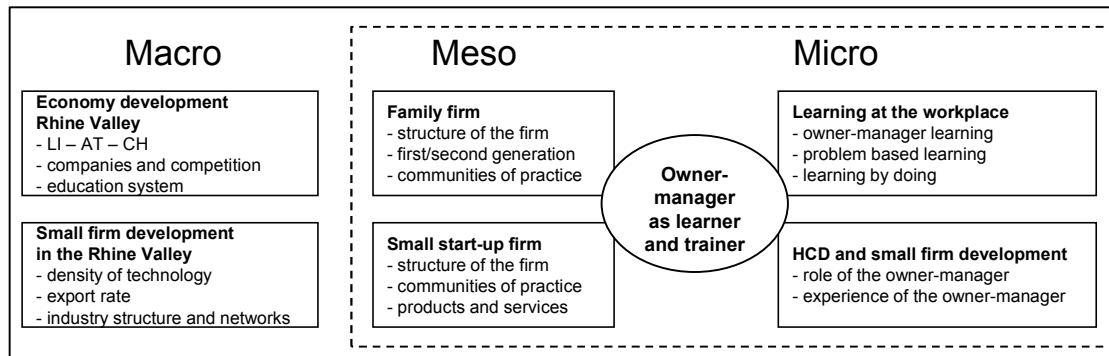 Macro
Economy development
Rhine Valley
- LI – AT – CH
- companies and competition
- education system
Small firm development
in the Rhine Valley
- density of technology
- export rate
- industry structure and networks
Meso
Family firm
- structure of the firm
- first/second generation
- communities of practice
Small start-up firm
- structure of the firm
- communities of practice
- products and services
Owner-
manager
as learner
and trainer
Micro
Learning at the workplace
- owner-manager learning
- problem based learning
- learning by doing
HCD and small firm development
- role of the owner-manager
- experience of the owner-manager